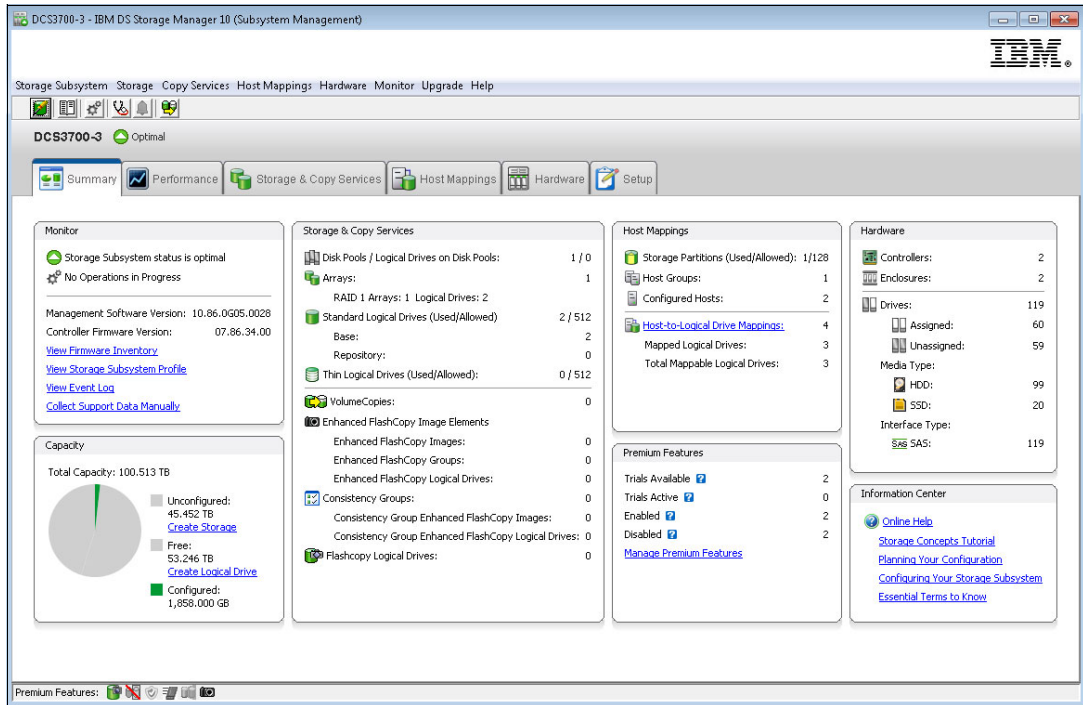 DCS3700-3 - IBM DS Storage Manager 10 (Subsystem Management)
IBM.
Storage Subsystem Storage Copy Services Host Mappings Hardware Monitor Upgrade Help
DCS3700-3 Optimal
Summary Performance Storage & Copy Services Host Mappings Hardware Setup
Monitor
Storage Subsystem status is optimal
No Operations in Progress
Management Software Version: 10.86.0G05.0028
Controller Firmware Version: 07.86.34.00
View Firmware Inventory
View Storage Subsystem Profile
View Event Log
Collect Support Data Manually
Capacity
Total Capacity: 100.513 TB
Unconfigured:
45.452 TB
Create Storage
Free:
53.246 TB
Create Logical Drive
Configured:
1,858.000 GB
Storage & Copy Services
Disk Pools / Logical Drives on Disk Pools: 1 / 0
Arrays: 1
RAID 1 Arrays: 1 Logical Drives: 2
Standard Logical Drives (Used/Allowed) 2 / 512
Base: 2
Repository: 0
Thin Logical Drives (Used/Allowed): 0 / 512
VolumeCopies: 0
Enhanced FlashCopy Image Elements
Enhanced FlashCopy Images: 0
Enhanced FlashCopy Groups: 0
Enhanced FlashCopy Logical Drives: 0
Consistency Groups: 0
Consistency Group Enhanced FlashCopy Images: 0
Consistency Group Enhanced FlashCopy Logical Drives: 0
Flashcopy Logical Drives: 0
Host Mappings
Storage Partitions (Used/Allowed): 1/128
Host Groups: 1
Configured Hosts: 2
Host-to-Logical Drive Mappings: 4
Mapped Logical Drives: 3
Total Mappable Logical Drives: 3
Premium Features
Trials Available ? 2
Trials Active ? 0
Enabled ? 2
Disabled ? 2
Manage Premium Features
Hardware
Controllers: 2
Enclosures: 2
Drives: 119
Assigned: 60
Unassigned: 59
Media Type:
HDD: 99
SSD: 20
Interface Type:
SAS SAS: 119
Information Center
? Online Help
Storage Concepts Tutorial
Planning Your Configuration
Configuring Your Storage Subsystem
Essential Terms to Know
Premium Features: